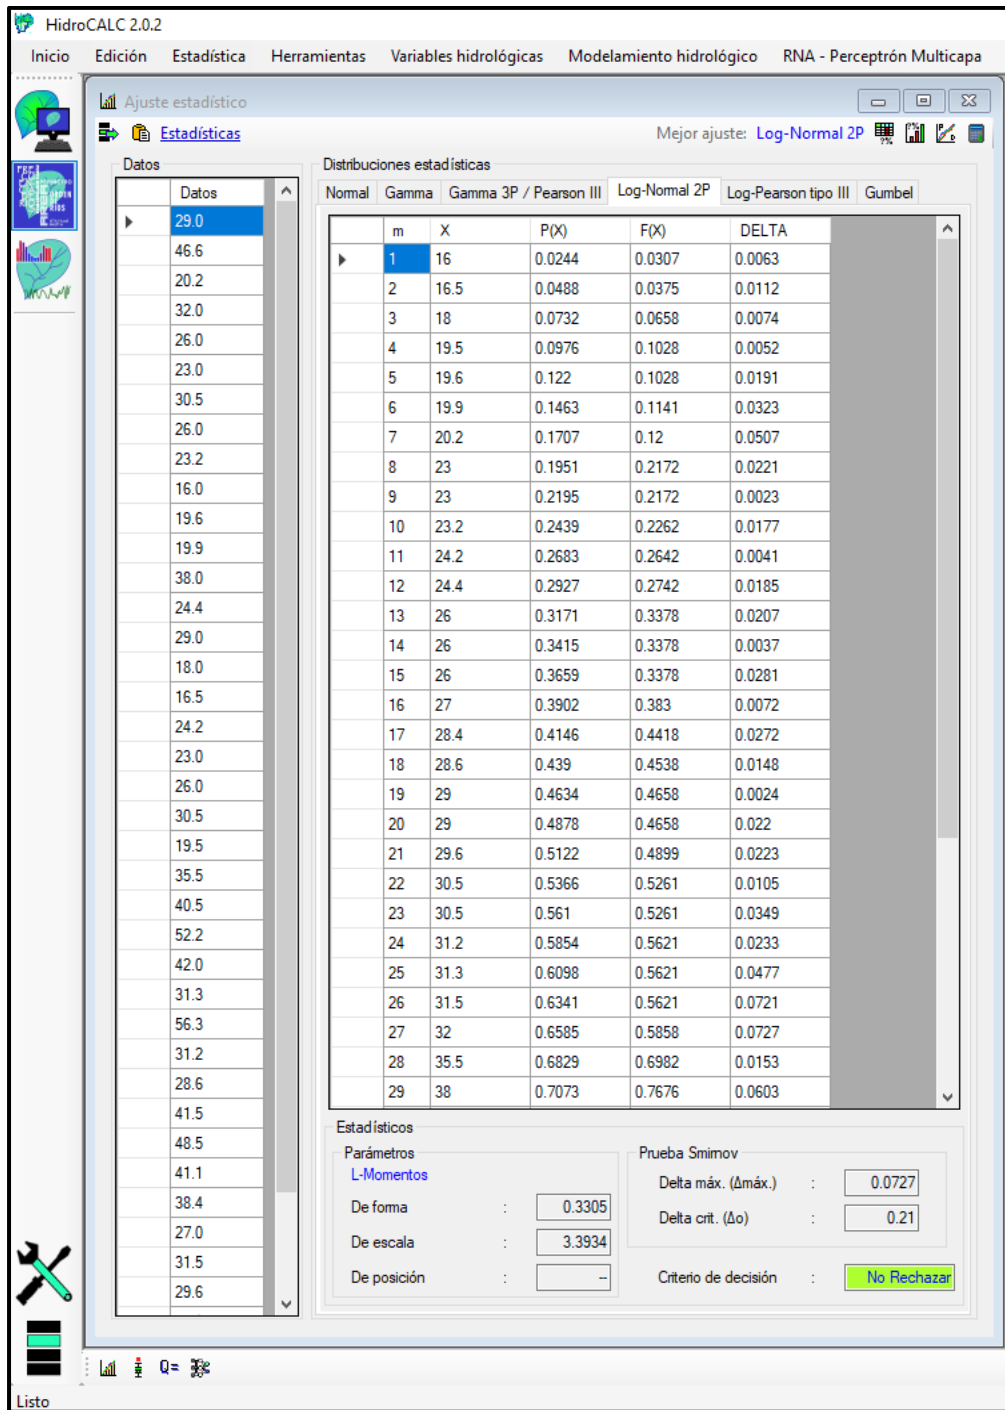 HidroCALC 2.0.2
Inicio Edición Estadística Herramientas Variables hidrológicas Modelamiento hidrológico RNA - Perceptrón Multicapa
Ajuste estadístico
Estadísticas Mejor ajuste: Log-Normal 2P
Datos
Datos
29.0
46.6
20.2
32.0
26.0
23.0
30.5
26.0
23.2
16.0
19.6
19.9
38.0
24.4
29.0
18.0
16.5
24.2
23.0
26.0
30.5
19.5
35.5
40.5
52.2
42.0
31.3
56.3
31.2
28.6
41.5
48.5
41.1
38.4
27.0
31.5
29.6
Distribuciones estadísticas
Normal Gamma Gamma 3P / Pearson III Log-Normal 2P Log-Pearson tipo III Gumbel
m X P(X) F(X) DELTA
1 16 0.0244 0.0307 0.0063
2 16.5 0.0488 0.0375 0.0112
3 18 0.0732 0.0658 0.0074
4 19.5 0.0976 0.1028 0.0052
5 19.6 0.122 0.1028 0.0191
6 19.9 0.1463 0.1141 0.0323
7 20.2 0.1707 0.12 0.0507
8 23 0.1951 0.2172 0.0221
9 23 0.2195 0.2172 0.0023
10 23.2 0.2439 0.2262 0.0177
11 24.2 0.2683 0.2642 0.0041
12 24.4 0.2927 0.2742 0.0185
13 26 0.3171 0.3378 0.0207
14 26 0.3415 0.3378 0.0037
15 26 0.3659 0.3378 0.0281
16 27 0.3902 0.383 0.0072
17 28.4 0.4146 0.4418 0.0272
18 28.6 0.439 0.4538 0.0148
19 29 0.4634 0.4658 0.0024
20 29 0.4878 0.4658 0.022
21 29.6 0.5122 0.4899 0.0223
22 30.5 0.5366 0.5261 0.0105
23 30.5 0.561 0.5261 0.0349
24 31.2 0.5854 0.5621 0.0233
25 31.3 0.6098 0.5621 0.0477
26 31.5 0.6341 0.5621 0.0721
27 32 0.6585 0.5858 0.0727
28 35.5 0.6829 0.6982 0.0153
29 38 0.7073 0.7676 0.0603
Estadísticos
Parámetros
L-Momentos
De forma : 0.3305
De escala : 3.3934
De posición : --
Prueba Smirnov
Delta máx. (Δmáx.) : 0.0727
Delta crit. (Δo) : 0.21
Criterio de decisión : No Rechazar
Q=
Listo